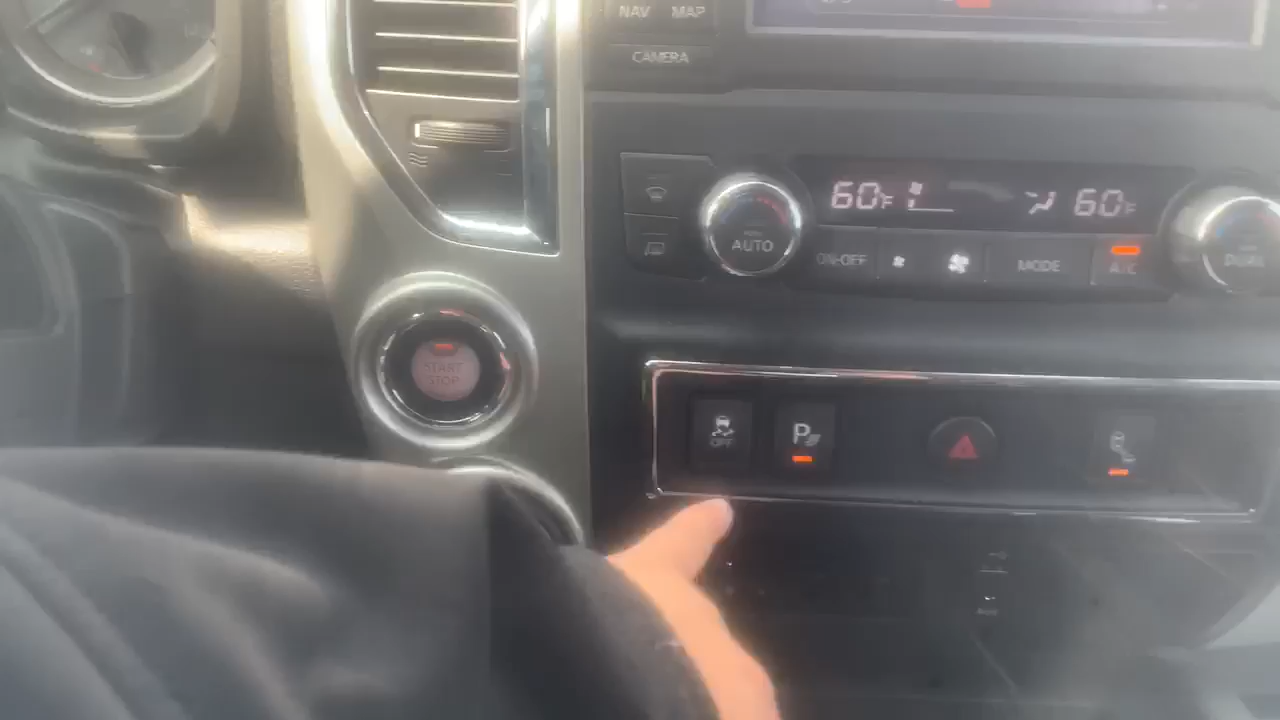 NAV MAP
CAMERA
60F 60F
AUTO
ON-OFF MODE A/C
DUAL
START
STOP
OFF P